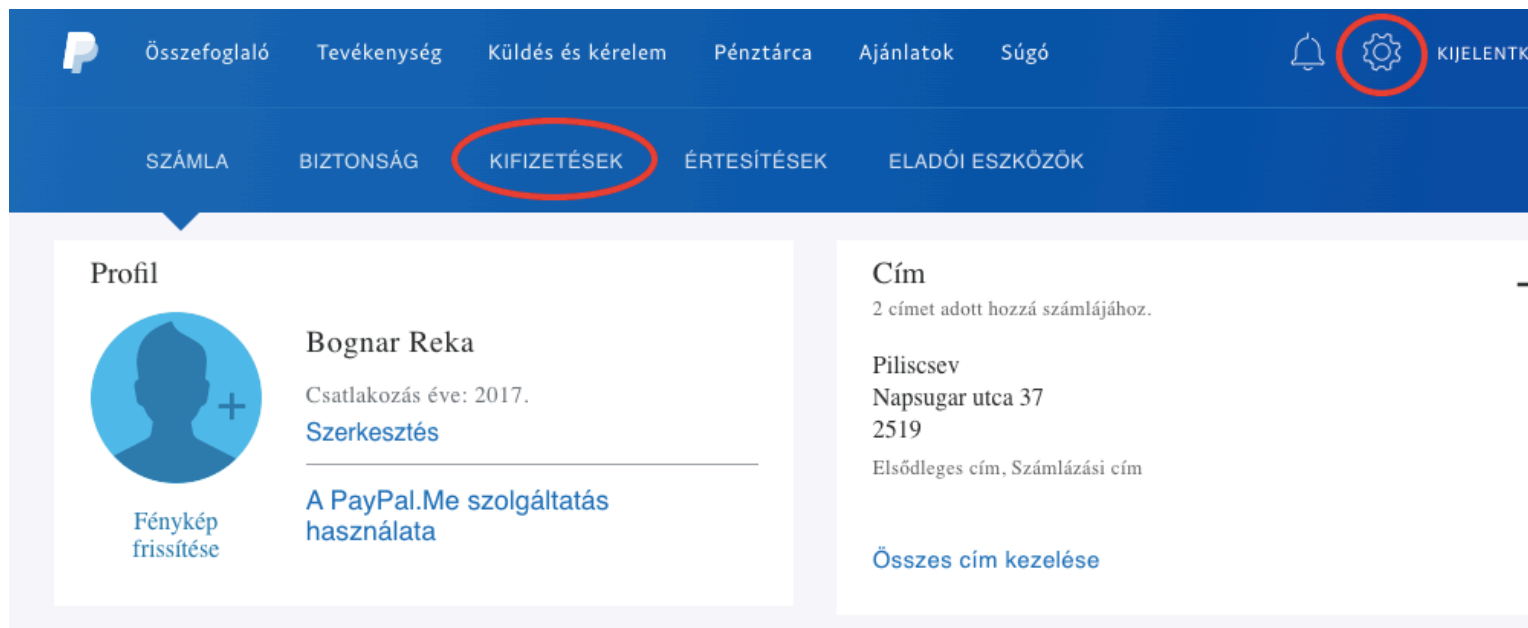 Összefoglaló Tevékenység Küldés és kérelem Pénztárca Ajánlatok Súgó KIJELENTK
SZÁMLA BIZTONSÁG KIFIZETÉSEK ÉRTESÍTÉSEK ELADÓI ESZKÖZÖK
Profil
Bognar Reka
Csatlakozás éve: 2017.
Szerkesztés
A PayPal.Me szolgáltatás
használata
Fénykép
frissítése
Cím
2 címet adott hozzá számlájához.
Piliscsev
Napsugar utca 37
2519
Elsődleges cím, Számlázási cím
Összes cím kezelése